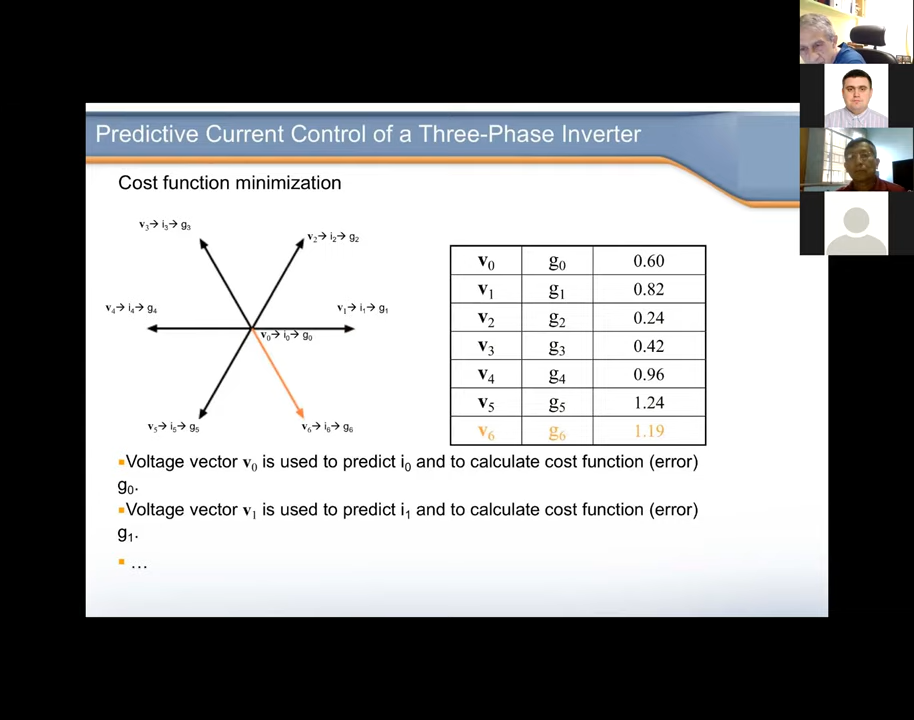 Predictive Current Control of a Three-Phase Inverter
Cost function minimization
v3→ i3→ g3
v2→ i2→ g2
v4→ i4→ g4
v1→ i1→ g1
v0→ i0→ g0
v5→ i5→ g5
v6→ i6→ g6
v0 g0 0.60
v1 g1 0.82
v2 g2 0.24
v3 g3 0.42
v4 g4 0.96
v5 g5 1.24
v6 g6 1.19
▪Voltage vector v0 is used to predict i0 and to calculate cost function (error)
g0.
▪Voltage vector v1 is used to predict i1 and to calculate cost function (error)
g1.
▪ …